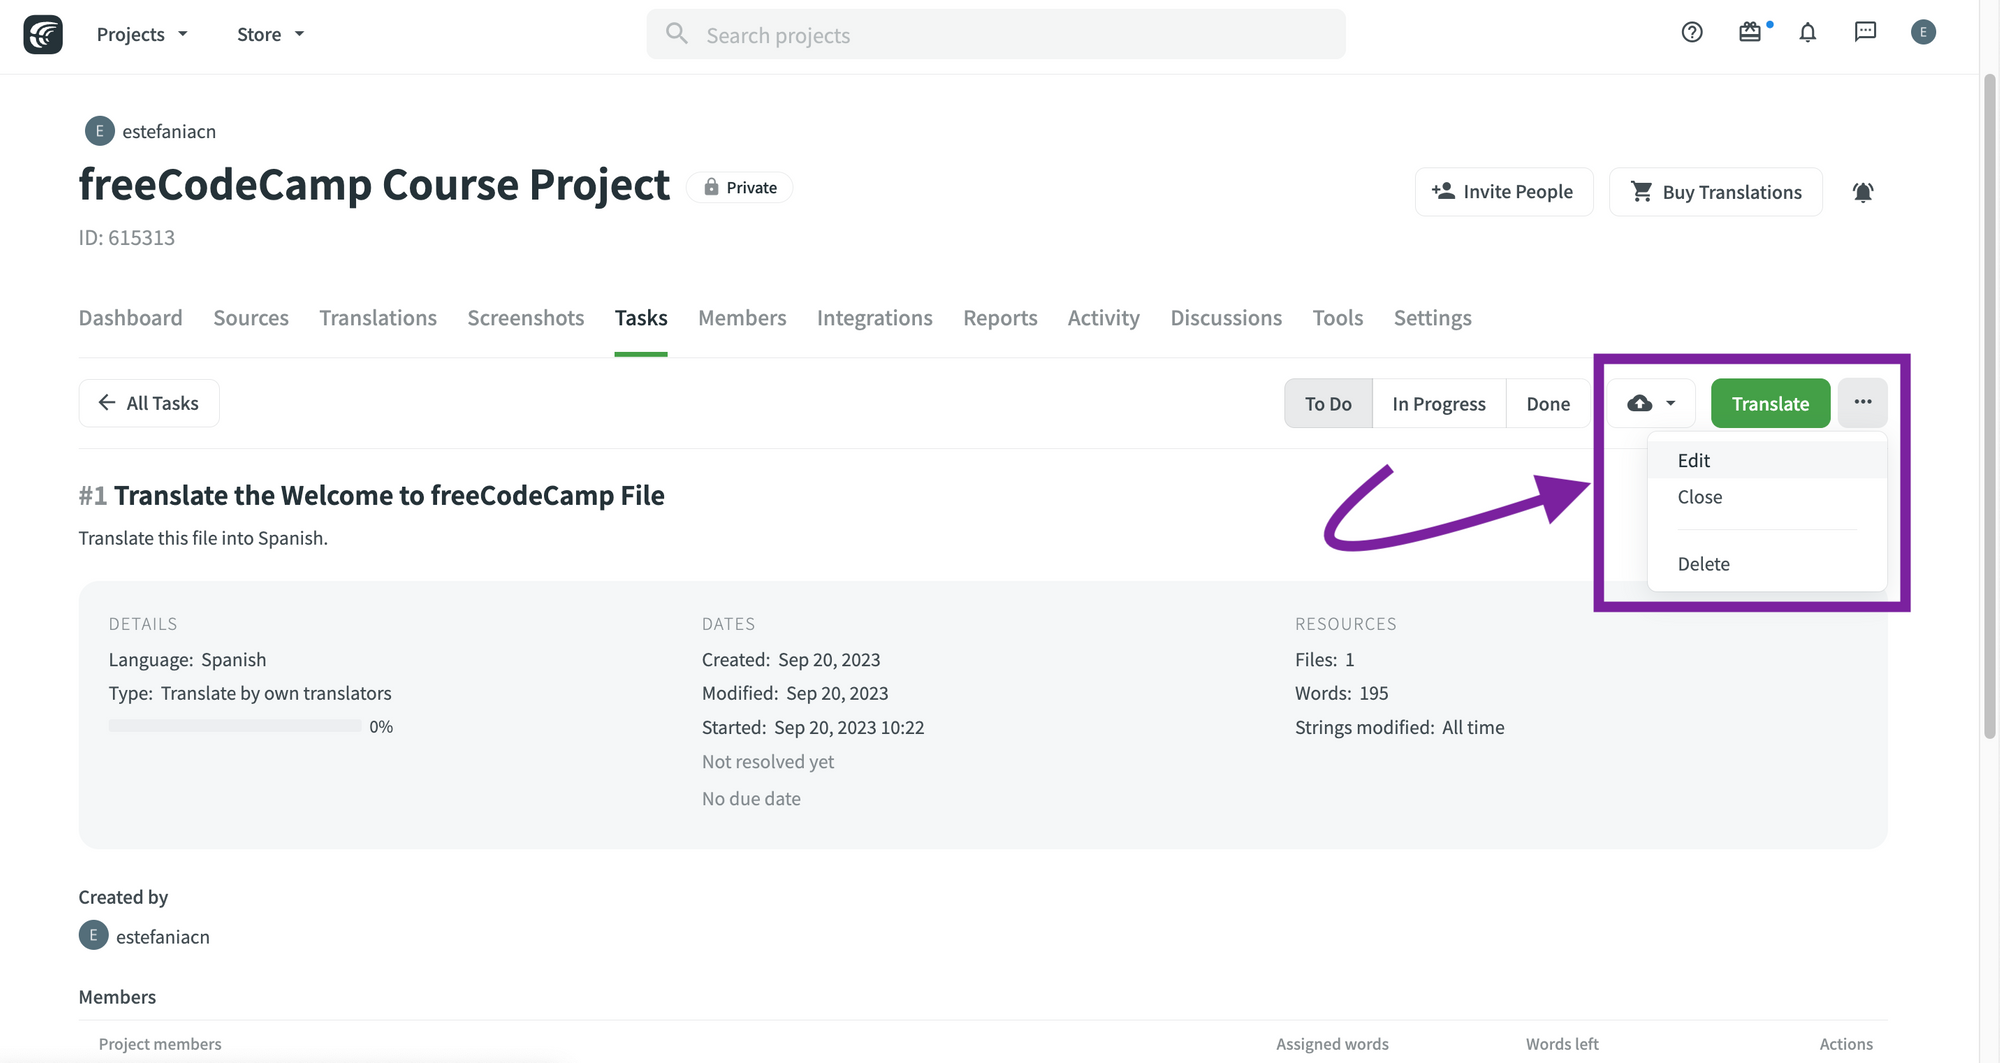 Projects Store Search projects E
E estefaniacn
freeCodeCamp Course Project Private Invite People Buy Translations
ID: 615313
Dashboard Sources Translations Screenshots Tasks Members Integrations Reports Activity Discussions Tools Settings
All Tasks To Do In Progress Done Translate
Edit
Close
Delete
#1 Translate the Welcome to freeCodeCamp File
Translate this file into Spanish.
DETAILS
Language: Spanish
Type: Translate by own translators
0%
DATES
Created: Sep 20, 2023
Modified: Sep 20, 2023
Started: Sep 20, 2023 10:22
Not resolved yet
No due date
RESOURCES
Files: 1
Words: 195
Strings modified: All time
Created by
E estefaniacn
Members
Project members Assigned words Words left Actions